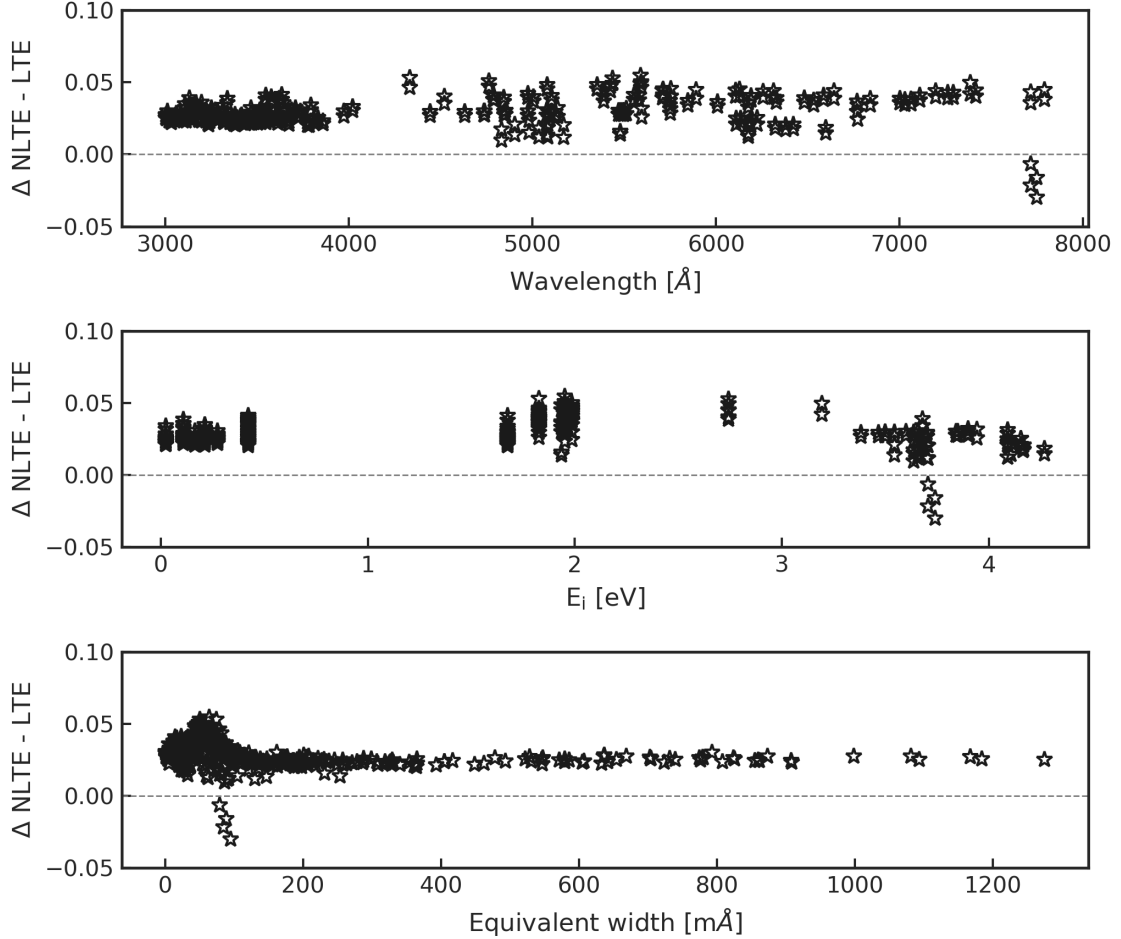 0.10
0.05
0.00
−0.05
Δ NLTE - LTE
3000 4000 5000 6000 7000 8000
Wavelength [Å]
0.10
0.05
0.00
−0.05
Δ NLTE - LTE
0 1 2 3 4
Eᵢ [eV]
0.10
0.05
0.00
−0.05
Δ NLTE - LTE
0 200 400 600 800 1000 1200
Equivalent width [mÅ]